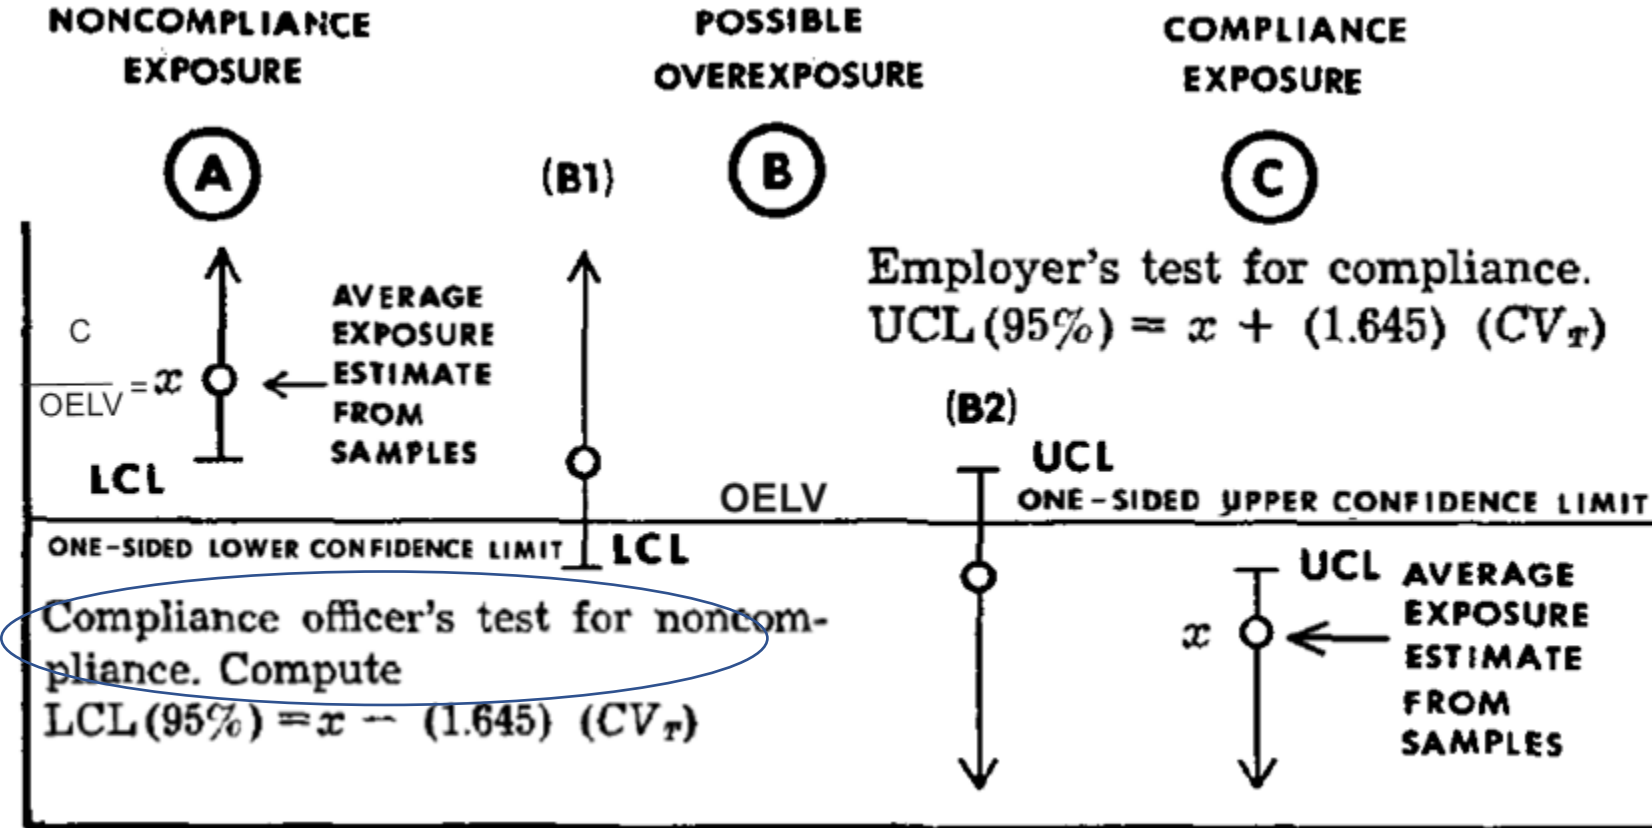 NONCOMPLIANCE
EXPOSURE
POSSIBLE
OVEREXPOSURE
COMPLIANCE
EXPOSURE
A
(B1)
B
C
Employer's test for compliance.
UCL (95%) = x + (1.645) (CV_T)
AVERAGE
EXPOSURE
ESTIMATE
FROM
SAMPLES
C
OELV = x
LCL
(B2)
UCL
OELV
ONE-SIDED UPPER CONFIDENCE LIMIT
ONE-SIDED LOWER CONFIDENCE LIMIT
LCL
Compliance officer's test for noncom-
pliance. Compute
LCL (95%) = x - (1.645) (CV_T)
UCL
x
AVERAGE
EXPOSURE
ESTIMATE
FROM
SAMPLES